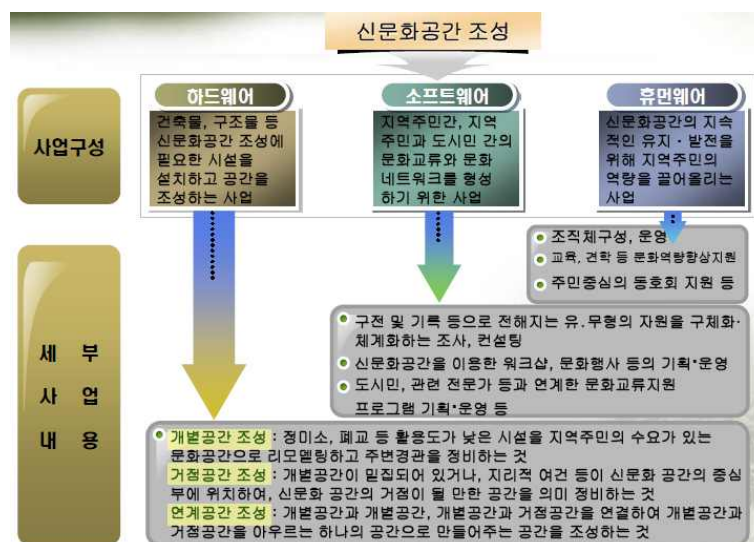 신문화공간 조성
사업구성
하드웨어
건축물, 구조물 등
신문화공간 조성에
필요한 시설을
설치하고 공간을
조성하는 사업
소프트웨어
지역주민간, 지역
주민과 도시민 간의
문화교류와 문화
네트워크를 형성
하기 위한 사업
휴먼웨어
신문화공간의 지속
적인 유지·발전을
위해 지역주민의
역량을 끌어올리는
사업
세 부
사 업
내 용
조직체구성, 운영
교육, 견학 등 문화역량향상지원
주민중심의 동호회 지원 등
구전 및 기록 등으로 전해지는 유.무형의 자원을 구체화·
체계화하는 조사, 컨설팅
신문화공간을 이용한 워크샵, 문화행사 등의 기획·운영
도시민, 관련 전문가 등과 연계한 문화교류지원
프로그램 기획·운영 등
개별공간 조성 : 정미소, 폐교 등 활용도가 낮은 시설을 지역주민의 수요가 있는
문화공간으로 리모델링하고 주변경관을 정비하는 것
거점공간 조성 : 개별공간이 밀집되어 있거나, 지리적 여건 등이 신문화 공간의 중심
부에 위치하여, 신문화 공간의 거점이 될 만한 공간을 의미 정비하는 것
연계공간 조성 : 개별공간과 개별공간, 개별공간과 거점공간을 연결하여 개별공간과
거점공간을 아우르는 하나의 공간으로 만들어주는 공간을 조성하는 것